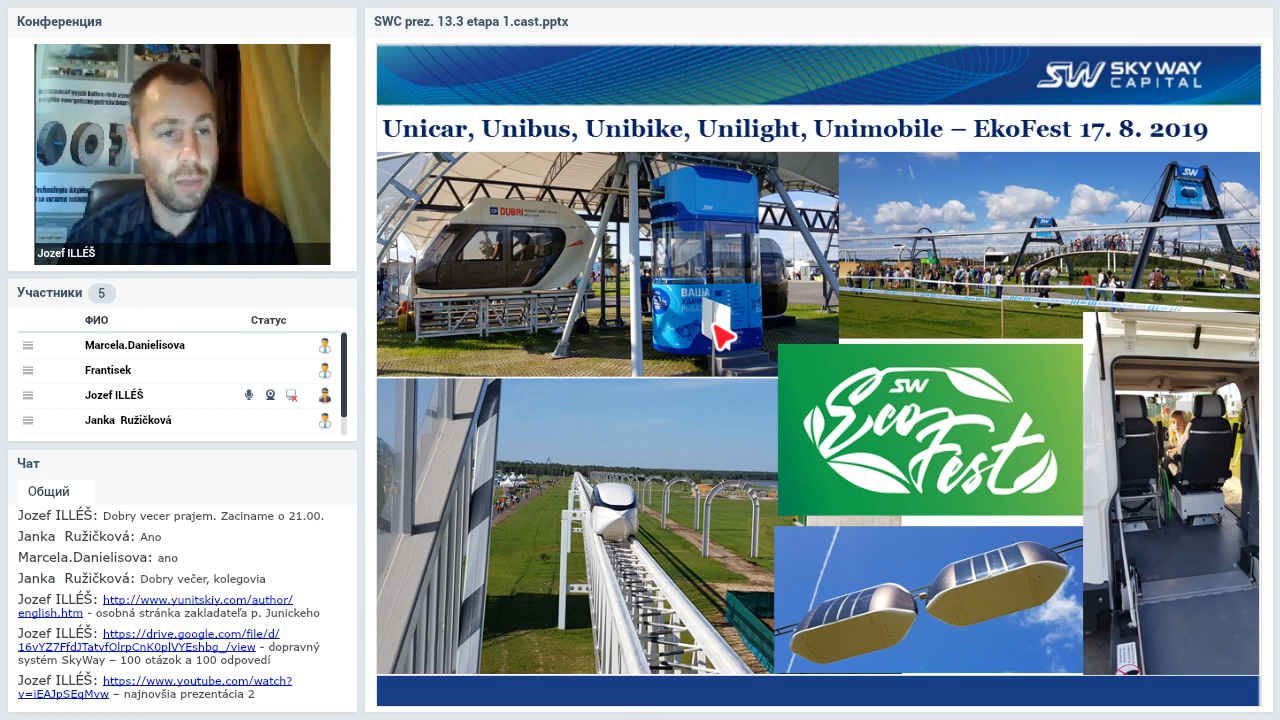 Конференция
Jozef ILLÉŠ
Участники 5
ФИО Статус
Marcela.Danielisova
Frantisek
Jozef ILLÉŠ
Janka Ružičková
Чат
Общий
Jozef ILLÉŠ: Dobry vecer prajem. Zaciname o 21.00.
Janka Ružičková: Ano
Marcela.Danielisova: ano
Janka Ružičková: Dobry večer, kolegovia
Jozef ILLÉŠ: http://www.yunitskiy.com/author/
english.htm - osobná stránka zakladateľa p. Junickeho
Jozef ILLÉŠ: https://drive.google.com/file/d/
16vYZ7FfdJTatvfOlrpCnK0plVYEshbg_/view - dopravný
systém SkyWay – 100 otázok a 100 odpovedí
Jozef ILLÉŠ: https://www.youtube.com/watch?
v=iEAJpSEqMvw – najnovšia prezentácia 2
SWC prez. 13.3 etapa 1.cast.pptx
SW SKY WAY
CAPITAL
Unicar, Unibus, Unibike, Unilight, Unimobile – EkoFest 17. 8. 2019
DUBAI
SW
ВАША
SW
SW
SW
Eco
Fest